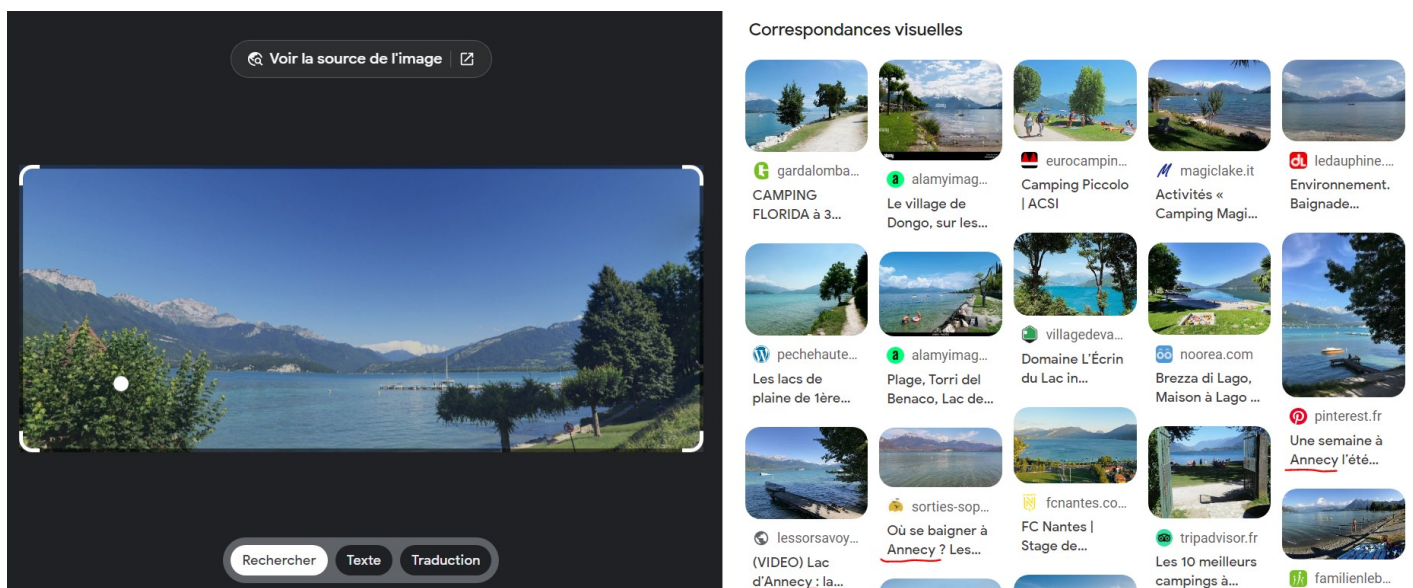 Voir la source de l'image
Rechercher
Texte
Traduction
Correspondances visuelles
gardalomba...
CAMPING
FLORIDA à 3...
alamyimag...
Le village de
Dongo, sur les...
eurocampin...
Camping Piccolo
| ACSI
magiclake.it
Activités «
Camping Magi...
ledauphine....
Environnement.
Baignade...
pechehaute...
Les lacs de
plaine de 1ère...
alamyimag...
Plage, Torri del
Benaco, Lac de...
villagedeva...
Domaine L'Écrin
du Lac in...
noorea.com
Brezza di Lago,
Maison à Lago ...
pinterest.fr
Une semaine à
Annecy l'été...
lessorsavoy...
(VIDEO) Lac
d'Annecy : la...
sorties-sop...
Où se baigner à
Annecy ? Les...
fcnantes.co...
FC Nantes |
Stage de...
tripadvisor.fr
Les 10 meilleurs
campings à...
familienleb...